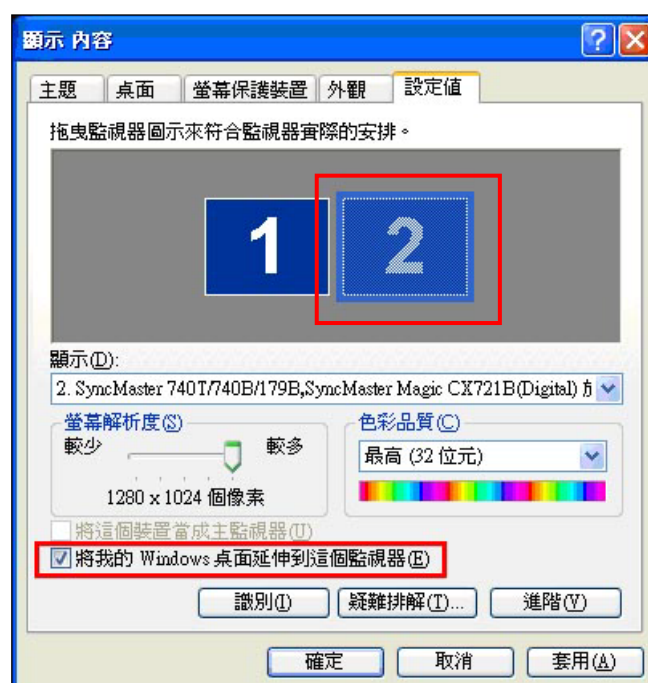 顯示 內容
主題 桌面 螢幕保護裝置 外觀 設定值
拖曳監視器圖示來符合監視器實際的安排。
1 2
顯示(D):
2. SyncMaster 740T/740B/179B,SyncMaster Magic CX721B(Digital)
螢幕解析度(S) 色彩品質(C)
較少 較多 最高 (32 位元)
1280 x 1024 個像素
將這個裝置當成主監視器(U)
將我的 Windows 桌面延伸到這個監視器(E)
識別(I) 疑難排解(T)... 進階(V)
確定 取消 套用(A)